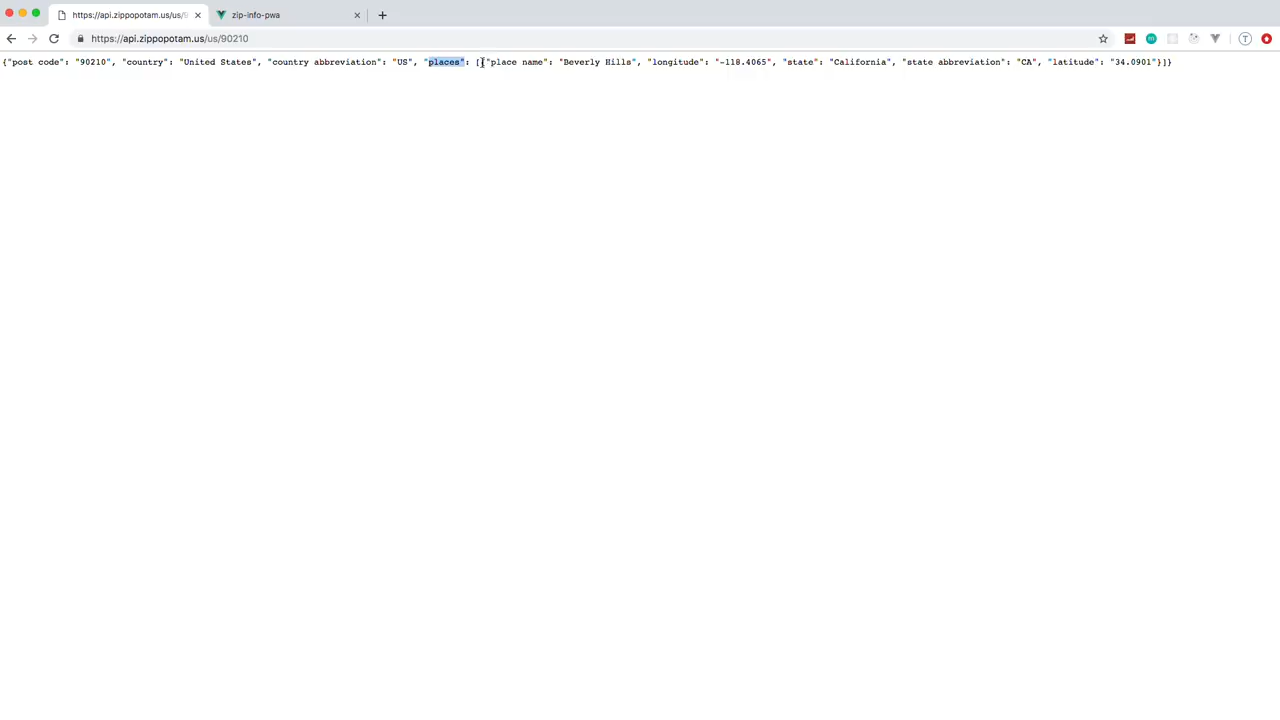 https://api.zippopotam.us/us/9
zip-info-pwa
https://api.zippopotam.us/us/90210
T
{"post code": "90210", "country": "United States", "country abbreviation": "US", "places": [{"place name": "Beverly Hills", "longitude": "-118.4065", "state": "California", "state abbreviation": "CA", "latitude": "34.0901"}]}